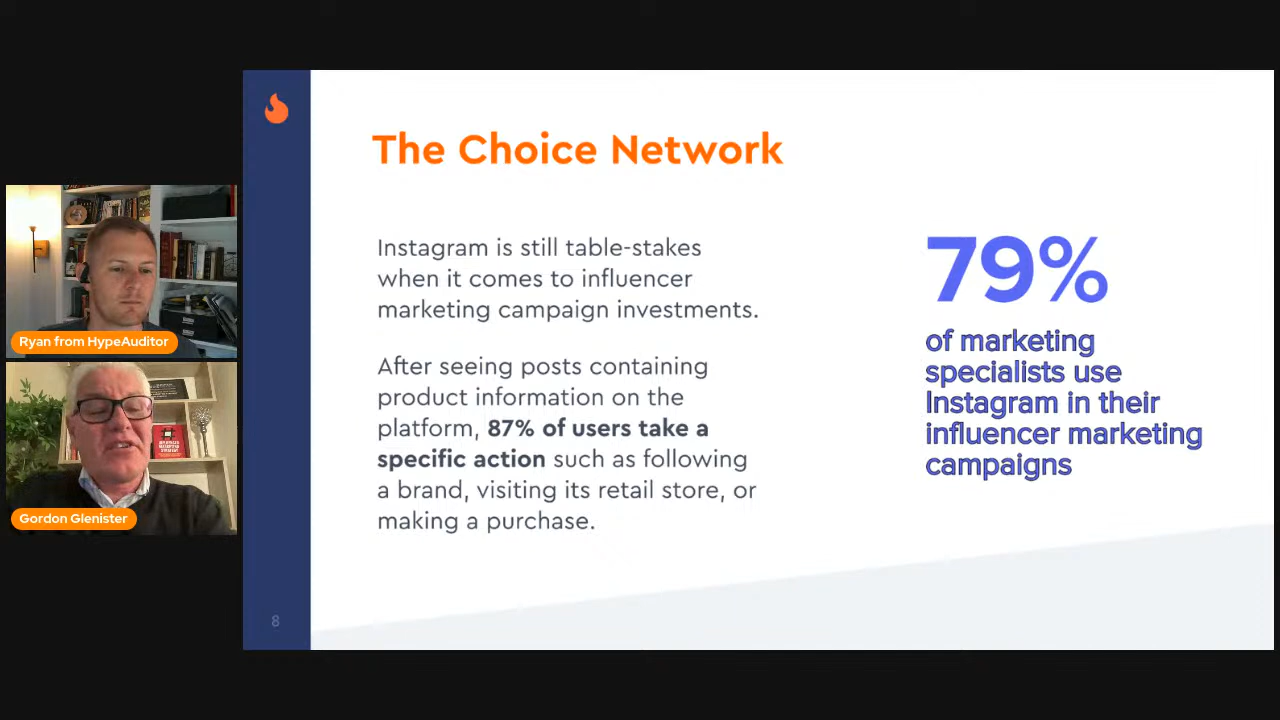 The Choice Network
Instagram is still table-stakes
when it comes to influencer
marketing campaign investments.
After seeing posts containing
product information on the
platform, 87% of users take a
specific action such as following
a brand, visiting its retail store, or
making a purchase.
79%
of marketing
specialists use
Instagram in their
influencer marketing
campaigns
Ryan from HypeAuditor
Gordon Glenister
8